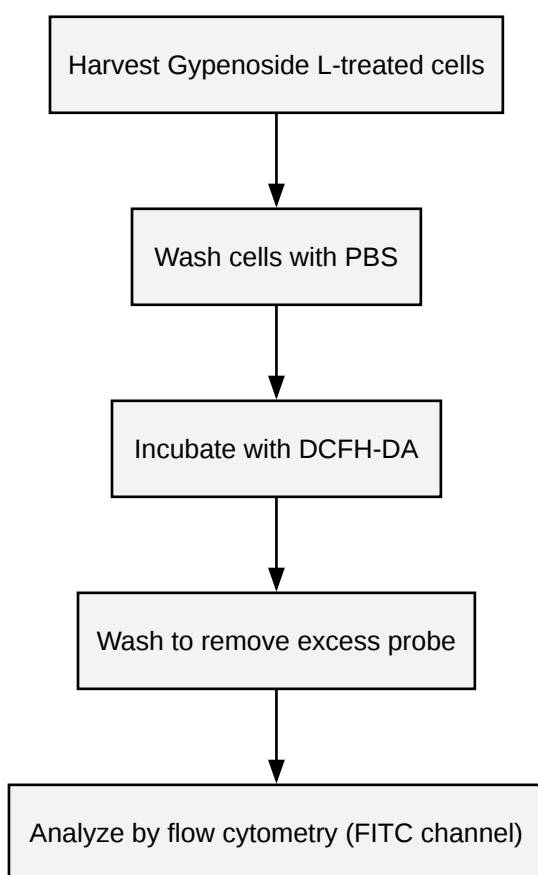 Harvest Gypenoside L-treated cells
Wash cells with PBS
Incubate with DCFH-DA
Wash to remove excess probe
Analyze by flow cytometry (FITC channel)